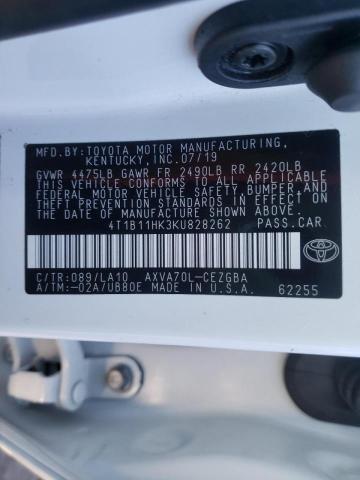 MFD.BY:TOYOTA MOTOR MANUFACTURING,
KENTUCKY,INC.07/19
GVWR 4475LB GAWR FR 2490LB RR 2420LB
THIS VEHICLE CONFORMS TO ALL APPLICABLE
FEDERAL MOTOR VEHICLE SAFETY, BUMPER, AND
THEFT PREVENTION STANDARDS IN EFFECT ON
THE DATE OF MANUFACTURE SHOWN ABOVE.
4T1B11HK3KU828262 PASS.CAR
C/TR:089/LA10 AXVA70L-CEZGBA
A/TM:-02A/UB80E MADE IN U.S.A. 62255